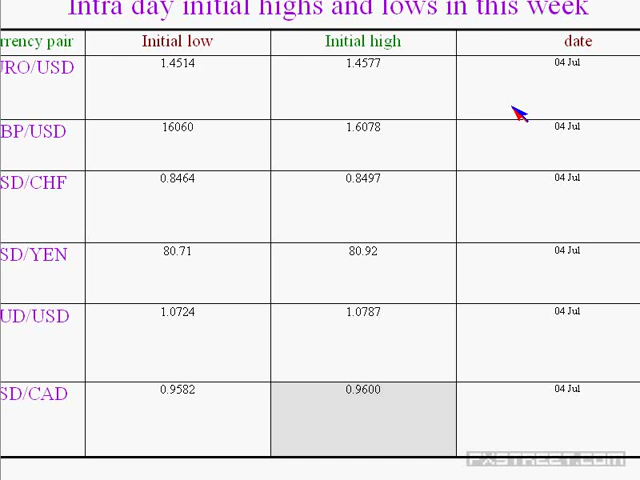 Intra day initial highs and lows in this week
rrency pair Initial low Initial high date
URO/USD 1.4514 1.4577 04 Jul
BP/USD 16060 1.6078 04 Jul
SD/CHF 0.8464 0.8497 04 Jul
SD/YEN 80.71 80.92 04 Jul
UD/USD 1.0724 1.0787 04 Jul
SD/CAD 0.9582 0.9600 04 Jul
FXSTREET.COM